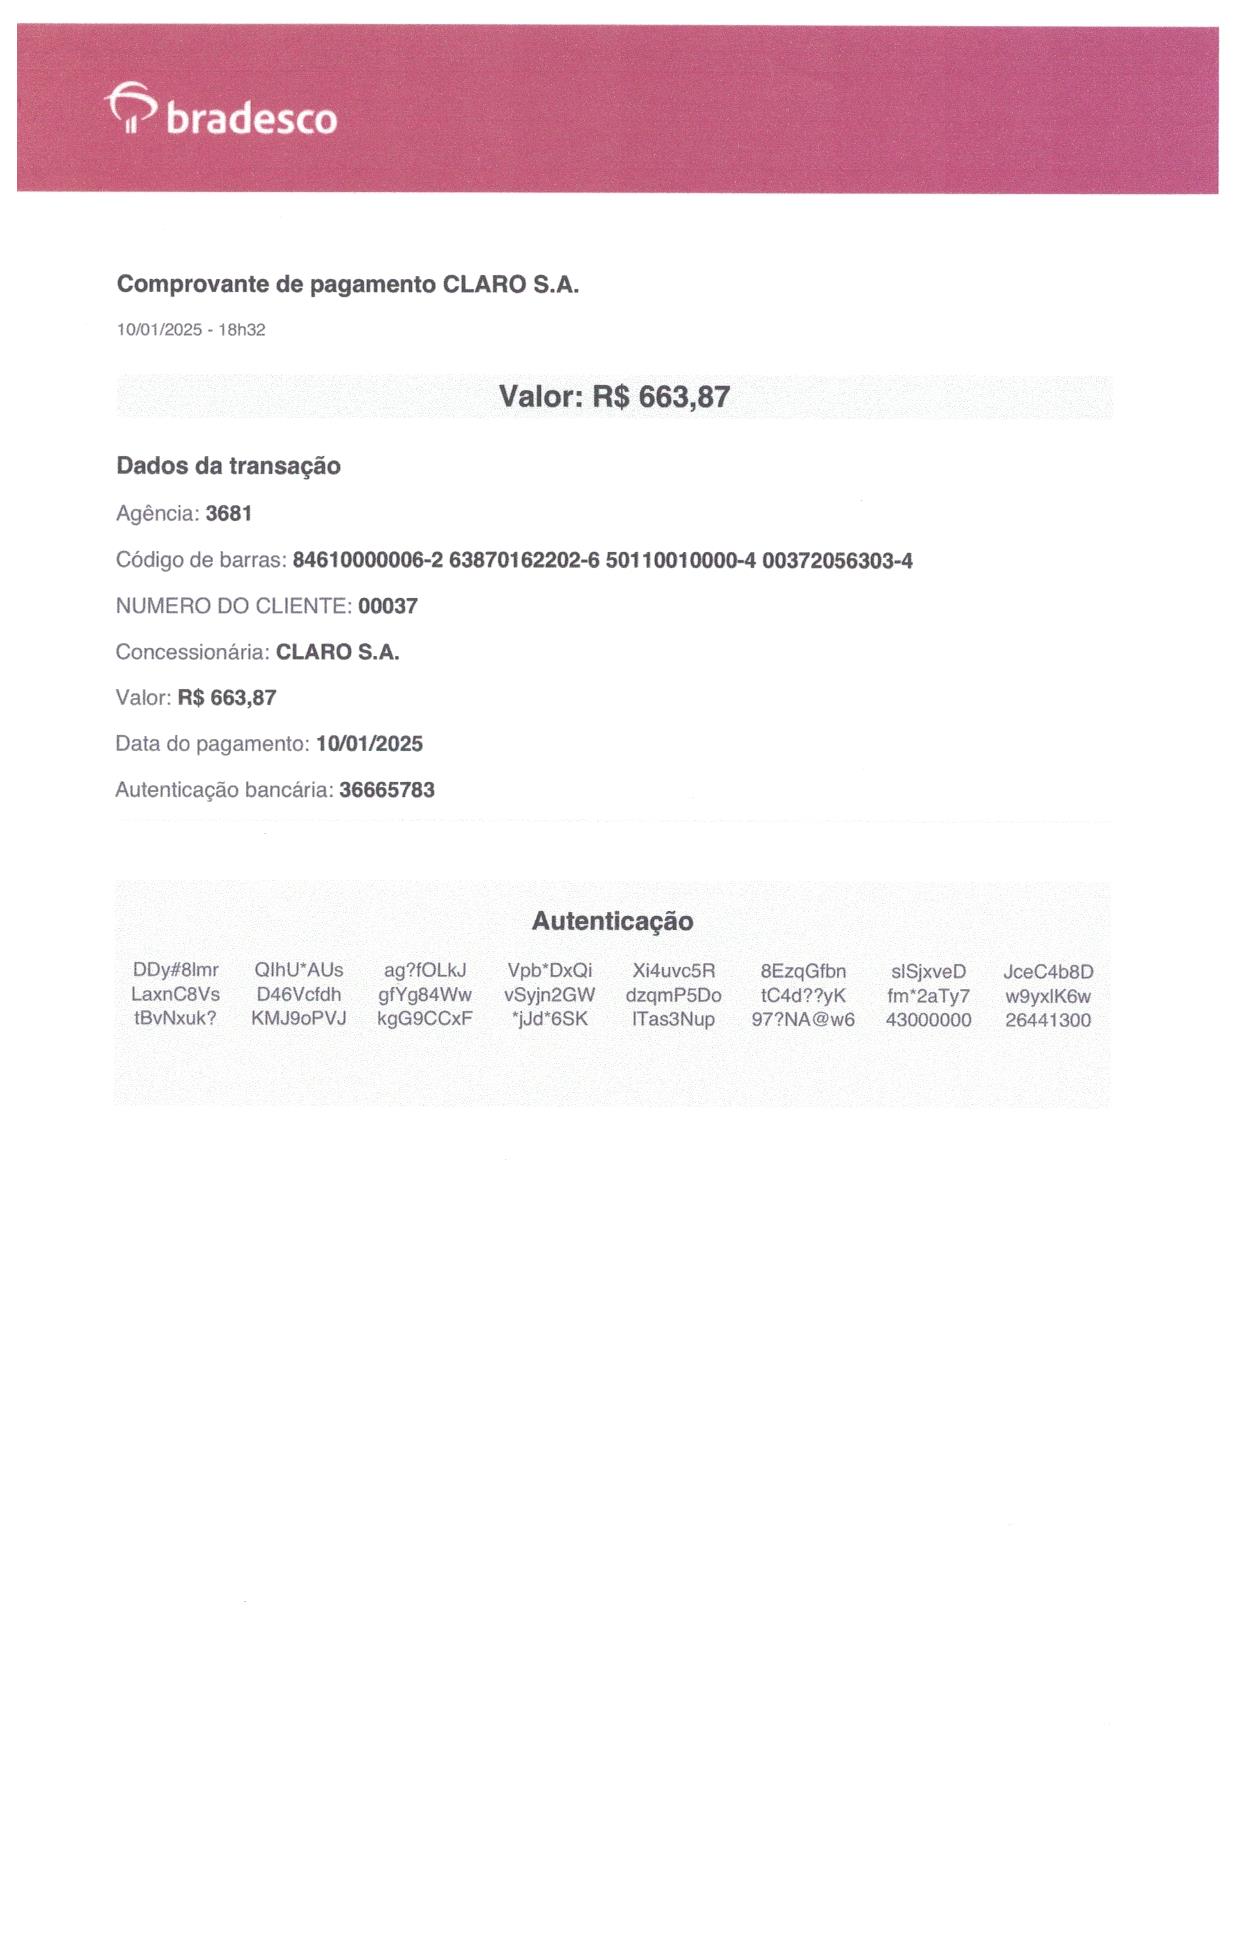 bradesco
Comprovante de pagamento CLARO S.A.
10/01/2025 - 18h32
Valor: R$ 663,87
Dados da transação
Agência: 3681
Código de barras: 84610000006-2 63870162202-6 50110010000-4 00372056303-4
NUMERO DO CLIENTE: 00037
Concessionária: CLARO S.A.
Valor: R$ 663,87
Data do pagamento: 10/01/2025
Autenticação bancária: 36665783
Autenticação
DDy#8lmr QlhU*AUs ag?fOLkJ Vpb*DxQi Xi4uvc5R 8EzqGfbn slSjxveD JceC4b8D
LaxnC8Vs D46Vcfdh gfYg84Ww vSyjn2GW dzqmP5Do tC4d??yK fm*2aTy7 w9yxlK6w
tBvNxuk? KMJ9oPVJ kgG9CCxF *jJd*6SK lTas3Nup 97?NA@w6 43000000 26441300